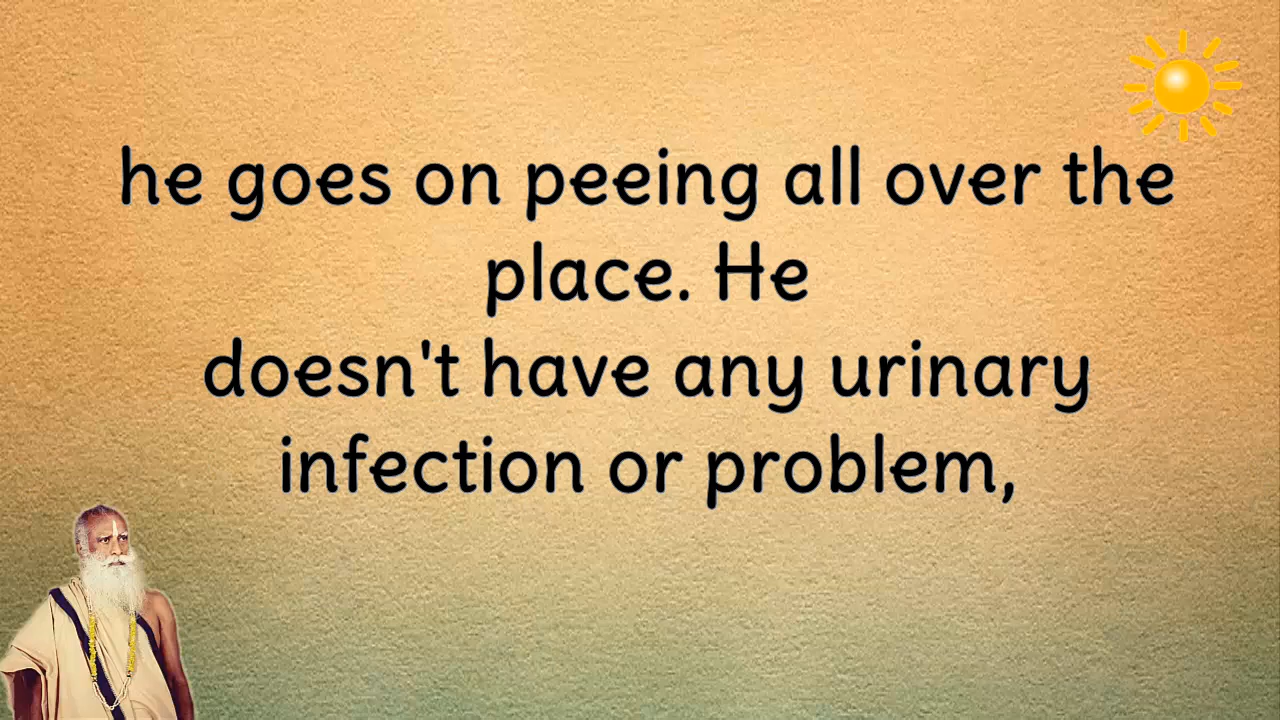 he goes on peeing all over the
place. He
doesn't have any urinary
infection or problem,